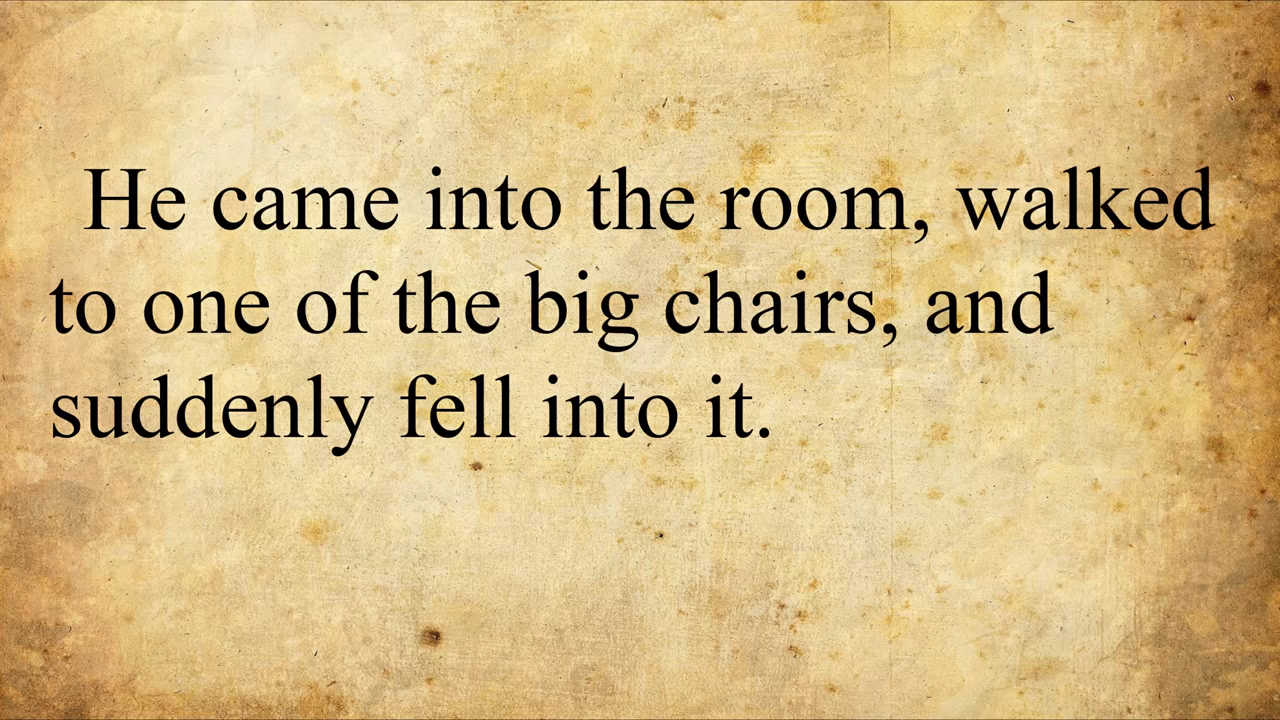 He came into the room, walked
to one of the big chairs, and
suddenly fell into it.